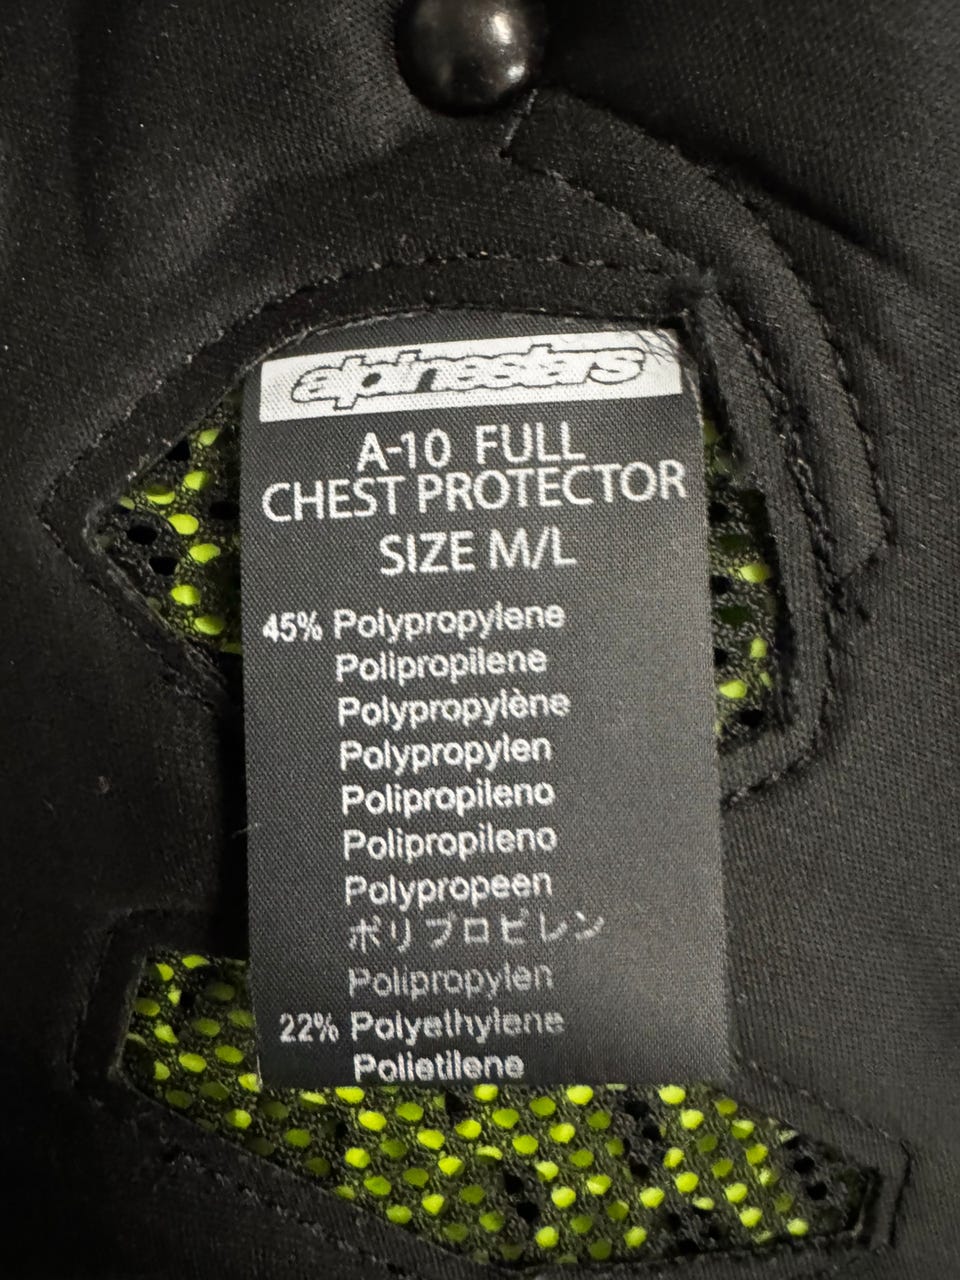 alpinestars
A-10 FULL
CHEST PROTECTOR
SIZE M/L
45% Polypropylene
Polipropilene
Polypropylène
Polypropylen
Polipropileno
Polipropileno
Polypropeen
ポリプロピレン
Polipropylen
22% Polyethylene
Polietilene